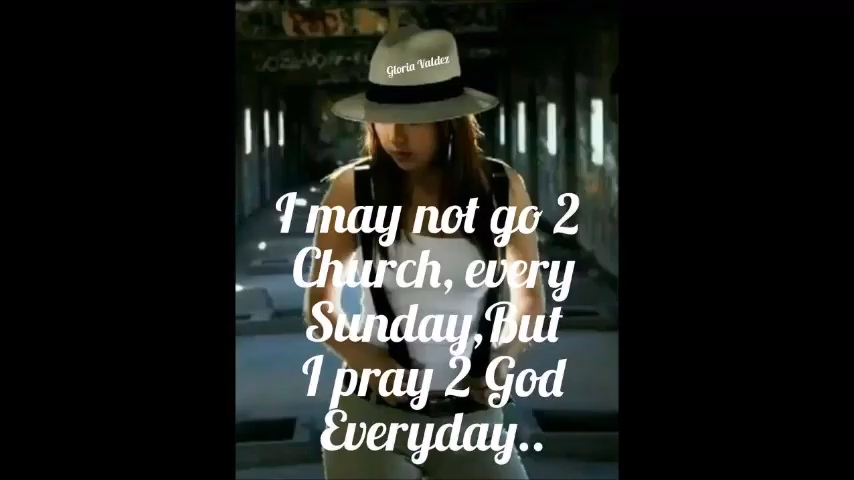 Gloria Valdez
I may not go 2
Church, every
Sunday,But
I pray 2 God
Everyday..